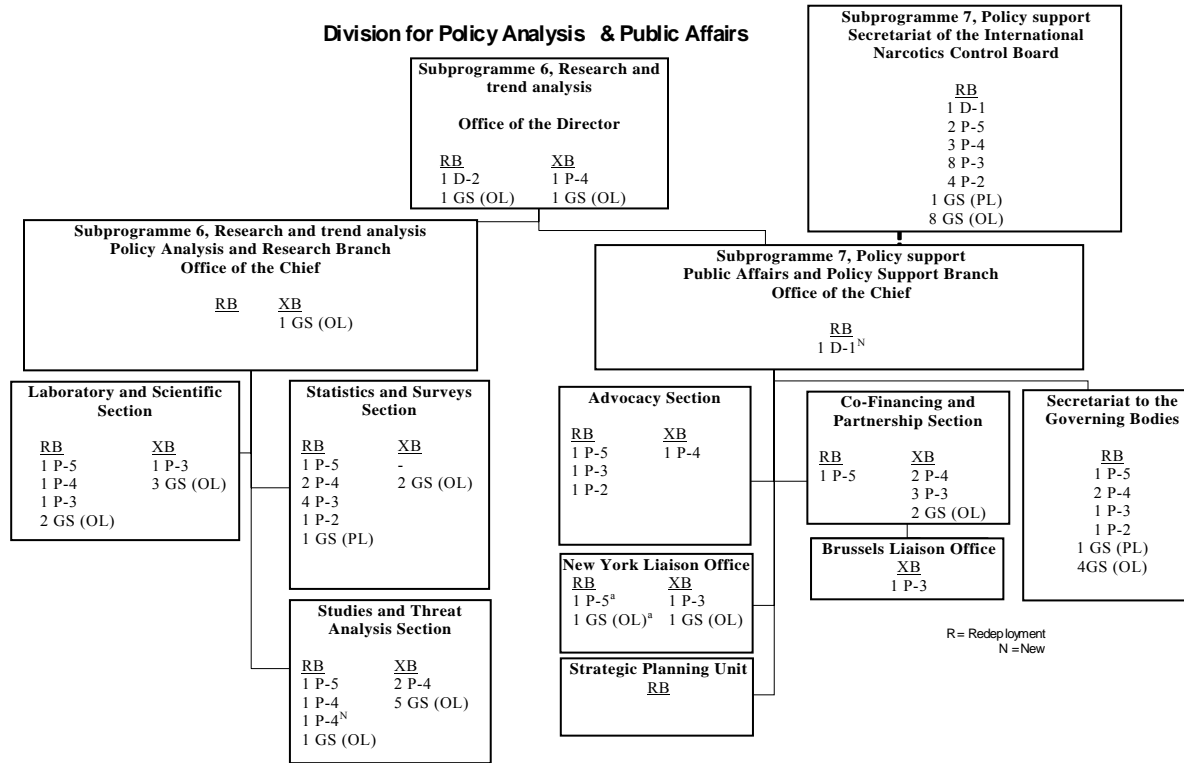 Division for Policy Analysis & Public Affairs
Subprogramme 7, Policy support
Secretariat of the International
Narcotics Control Board
RB
1 D-1
2 P-5
3 P-4
8 P-3
4 P-2
1 GS (PL)
8 GS (OL)
Subprogramme 6, Research and
trend analysis
Office of the Director
RB XB
1 D-2 1 P-4
1 GS (OL) 1 GS (OL)
Subprogramme 6, Research and trend analysis
Policy Analysis and Research Branch
Office of the Chief
RB XB
1 GS (OL)
Subprogramme 7, Policy support
Public Affairs and Policy Support Branch
Office of the Chief
RB
1 D-1N
Laboratory and Scientific
Section
RB XB
1 P-5 1 P-3
1 P-4 3 GS (OL)
1 P-3
2 GS (OL)
Statistics and Surveys
Section
RB XB
1 P-5 -
2 P-4 2 GS (OL)
4 P-3
1 P-2
1 GS (PL)
Studies and Threat
Analysis Section
RB XB
1 P-5 2 P-4
1 P-4 5 GS (OL)
1 P-4N
1 GS (OL)
Advocacy Section
RB XB
1 P-5 1 P-4
1 P-3
1 P-2
Co-Financing and
Partnership Section
RB XB
1 P-5 2 P-4
3 P-3
2 GS (OL)
Secretariat to the
Governing Bodies
RB
1 P-5
2 P-4
1 P-3
1 P-2
1 GS (PL)
4GS (OL)
New York Liaison Office
RB XB
1 P-5a 1 P-3
1 GS (OL)a 1 GS (OL)
Brussels Liaison Office
XB
1 P-3
Strategic Planning Unit
RB
R = Redeployment
N =New